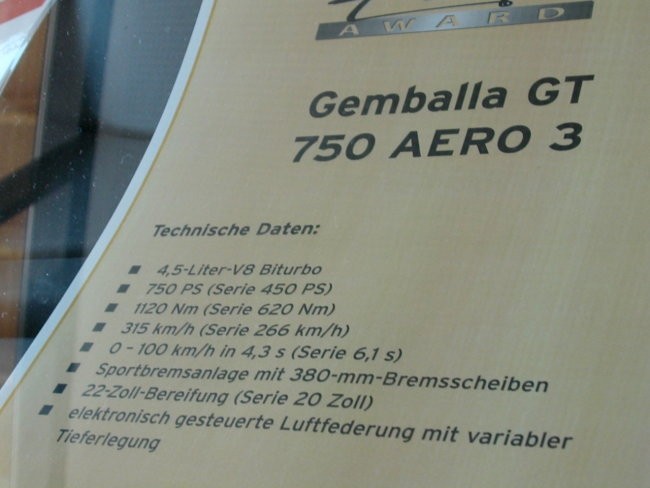 AWARD
Gemballa GT
750 AERO 3
Technische Daten:
■ 4,5-Liter-V8 Biturbo
■ 750 PS (Serie 450 PS)
■ 1120 Nm (Serie 620 Nm)
■ 315 km/h (Serie 266 km/h)
■ 0 – 100 km/h in 4,3 s (Serie 6,1 s)
■ Sportbremsanlage mit 380-mm-Bremsscheiben
■ 22-Zoll-Bereifung (Serie 20 Zoll)
■ elektronisch gesteuerte Luftfederung mit variabler
Tieferlegung